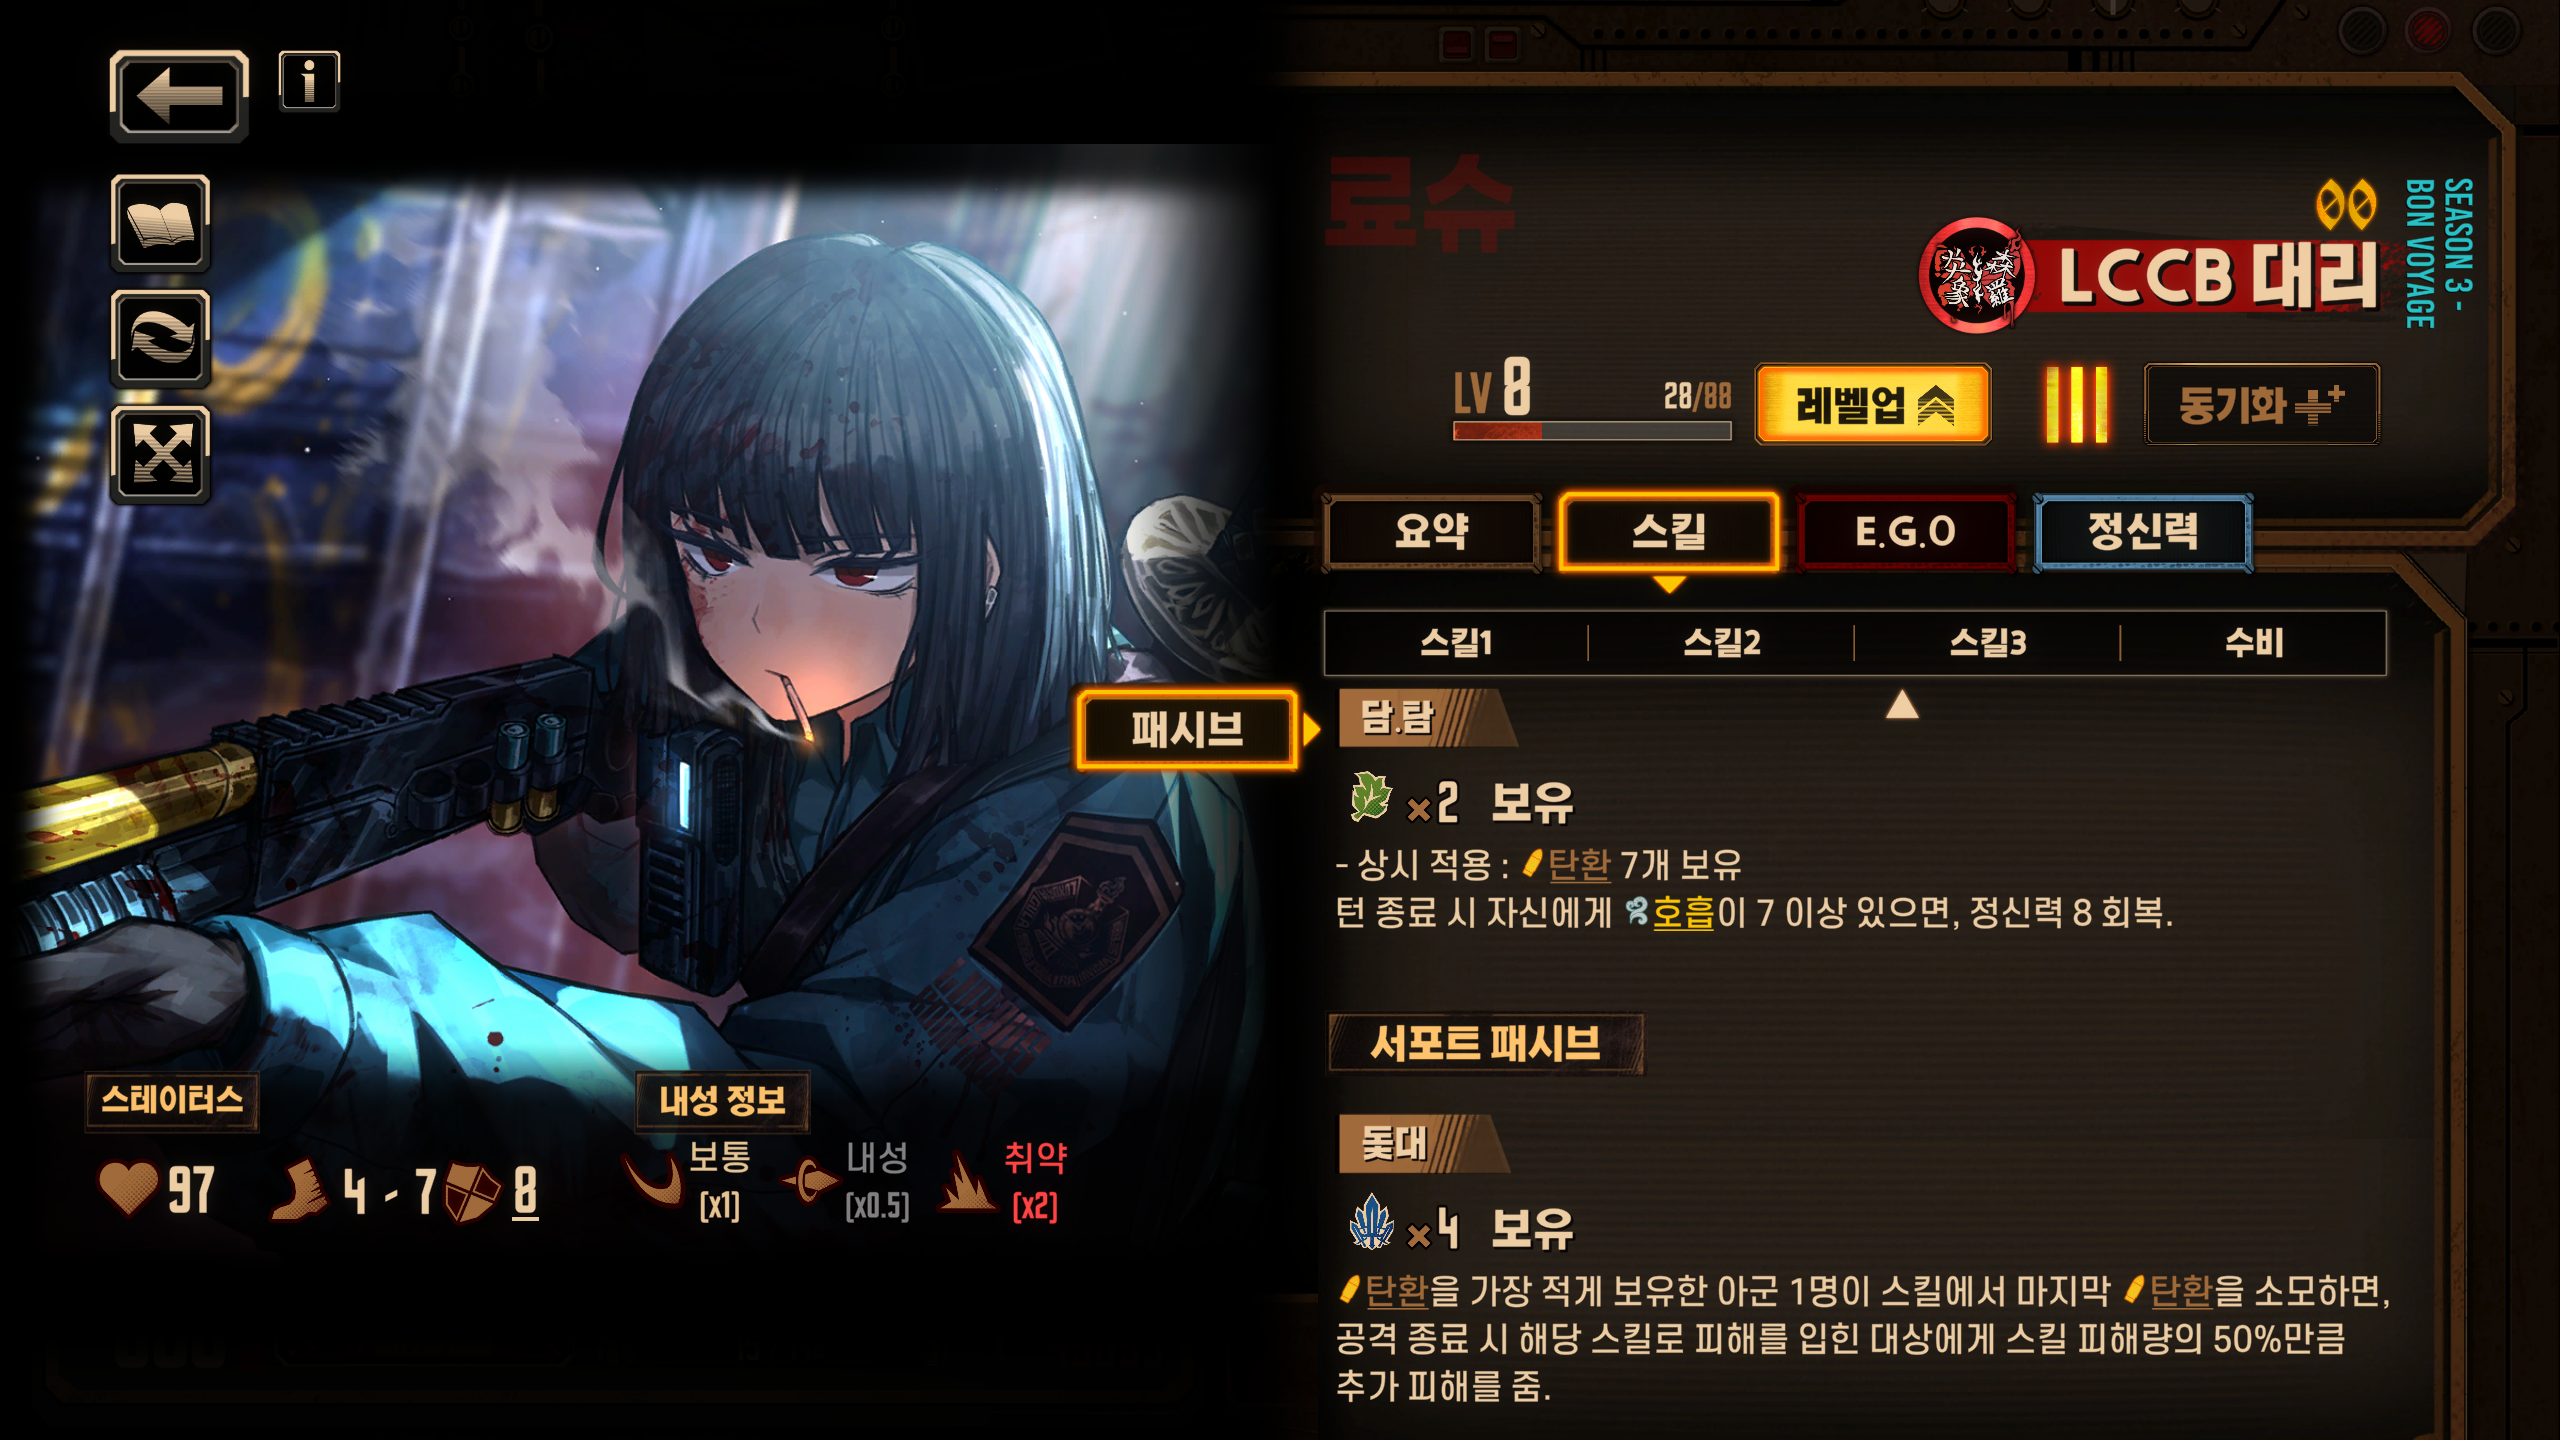 료슈
LCCB 대리
SEASON 3 -
BON VOYAGE
LV 8
28/88
레벨업
동기화
요약
스킬
E.G.O
정신력
스킬1
스킬2
스킬3
수비
패시브
담.탐
×2 보유
- 상시 적용 : 탄환 7개 보유
턴 종료 시 자신에게 호흡이 7 이상 있으면, 정신력 8 회복.
서포트 패시브
돛대
×4 보유
탄환을 가장 적게 보유한 아군 1명이 스킬에서 마지막 탄환을 소모하면,
공격 종료 시 해당 스킬로 피해를 입힌 대상에게 스킬 피해량의 50%만큼
추가 피해를 줌.
스테이터스
97
4 - 7
8
내성 정보
보통
[x1]
내성
[x0.5]
취약
[x2]